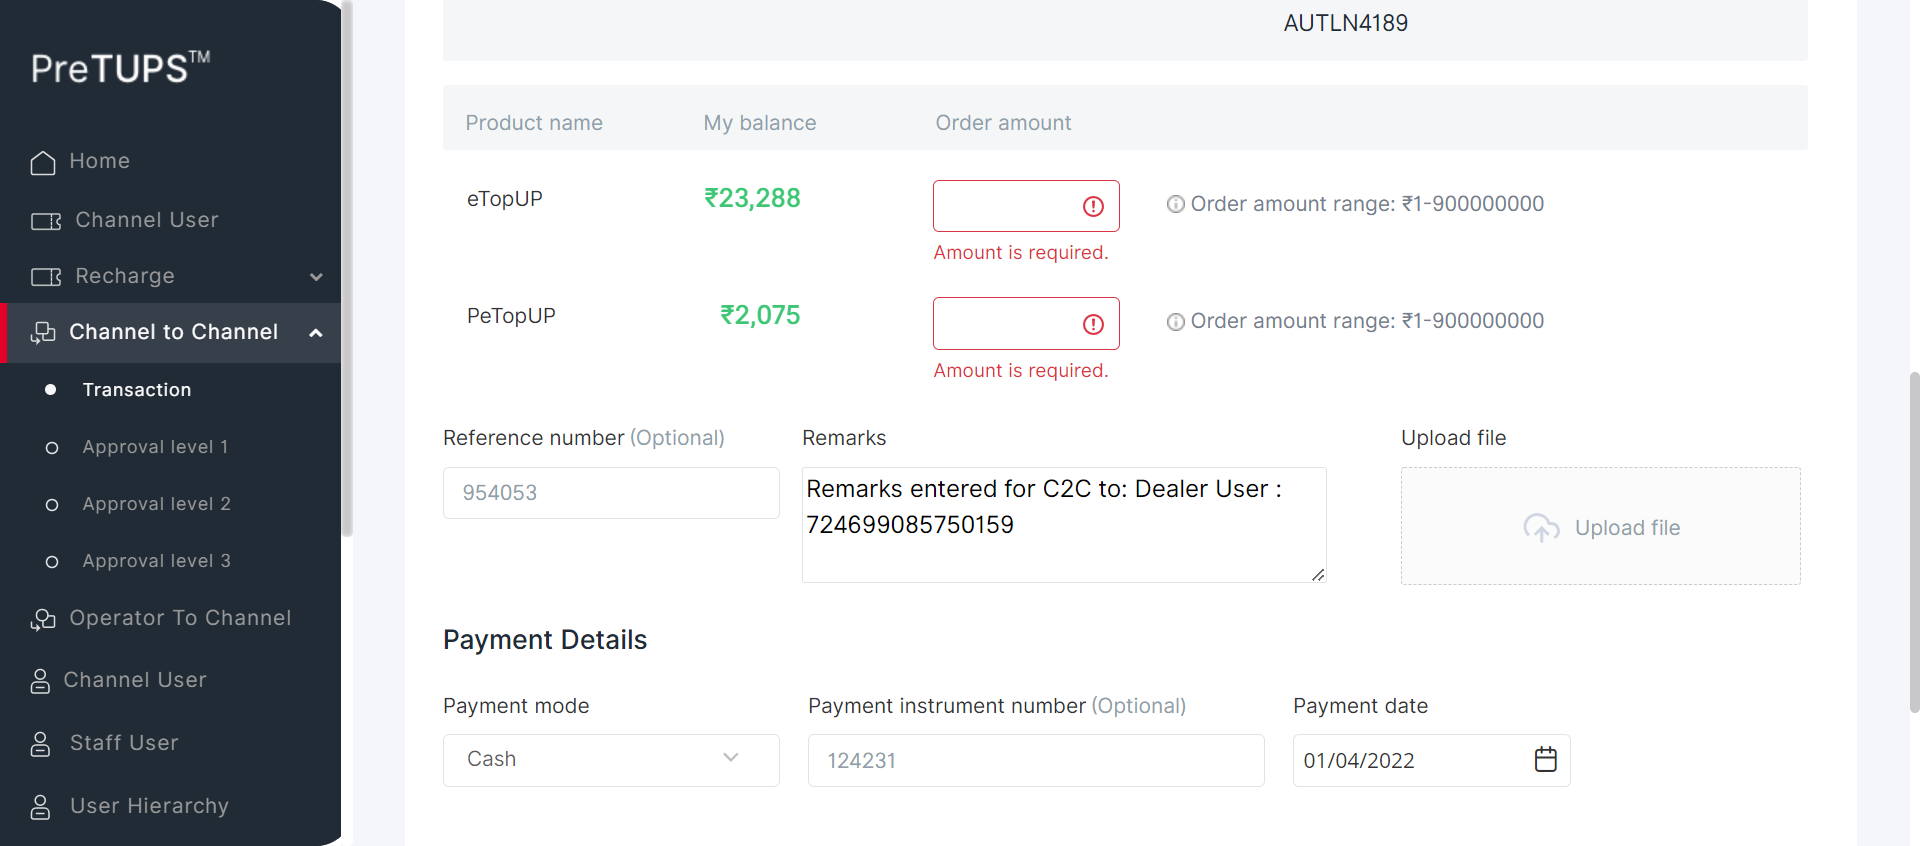 PreTUPS™
Home
Channel User
Recharge
Channel to Channel
Transaction
Approval level 1
Approval level 2
Approval level 3
Operator To Channel
Channel User
Staff User
User Hierarchy
AUTLN4189
Product name My balance Order amount
eTopUP ₹23,288 Order amount range: ₹1-900000000
Amount is required.
PeTopUP ₹2,075 Order amount range: ₹1-900000000
Amount is required.
Reference number (Optional) Remarks Upload file
954053
Remarks entered for C2C to: Dealer User :
724699085750159
Upload file
Payment Details
Payment mode Payment instrument number (Optional) Payment date
Cash 124231 01/04/2022